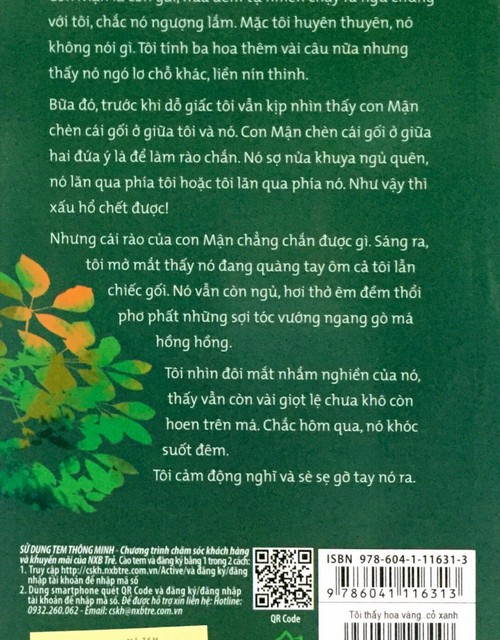 với tôi, chắc nó ngượng lắm. Mặc tôi huyên thuyên, nó
không nói gì. Tôi tính ba hoa thêm vài câu nữa nhưng
thấy nó ngó lơ chỗ khác, liền nín thinh.
Bữa đó, trước khi dỗ giấc tôi vẫn kịp nhìn thấy con Mận
chèn cái gối ở giữa tôi và nó. Con Mận chèn cái gối ở giữa
hai đứa ý là để làm rào chắn. Nó sợ nửa khuya ngủ quên,
nó lăn qua phía tôi hoặc tôi lăn qua phía nó. Như vậy thì
xấu hổ chết được!
Nhưng cái rào của con Mận chẳng chắn được gì. Sáng ra,
tôi mở mắt thấy nó đang quàng tay ôm cả tôi lẫn
chiếc gối. Nó vẫn còn ngủ, hơi thở êm đềm thổi
phơ phất những sợi tóc vướng ngang gò má
hồng hồng.
Tôi nhìn đôi mắt nhắm nghiền của nó,
thấy vẫn còn vài giọt lệ chưa khô còn
hoen trên má. Chắc hôm qua, nó khóc
suốt đêm.
Tôi cảm động nghĩ và sè sẹ gỡ tay nó ra.
SỬ DỤNG TEM THÔNG MINH - Chương trình chăm sóc khách hàng
và khuyến mãi của NXB Trẻ. Cào tem và đăng ký bằng 1 trong 2 cách:
1. Truy cập http://cskh.nxbtre.com.vn/Active/và đăng ký/đăng
nhập tài khoản để nhập mã số
2. Dùng smartphone quét QR Code và đăng ký/đăng nhập
tài khoản để nhập mã số. Để được hỗ trợ xin liên hệ: Hotline:
0932.260.062 - Email: cskh@nxbtre.com.vn
QR Code
ISBN 978-604-1-11631-3
9 786041 116313
Tôi thấy hoa vàng. cỏ xanh